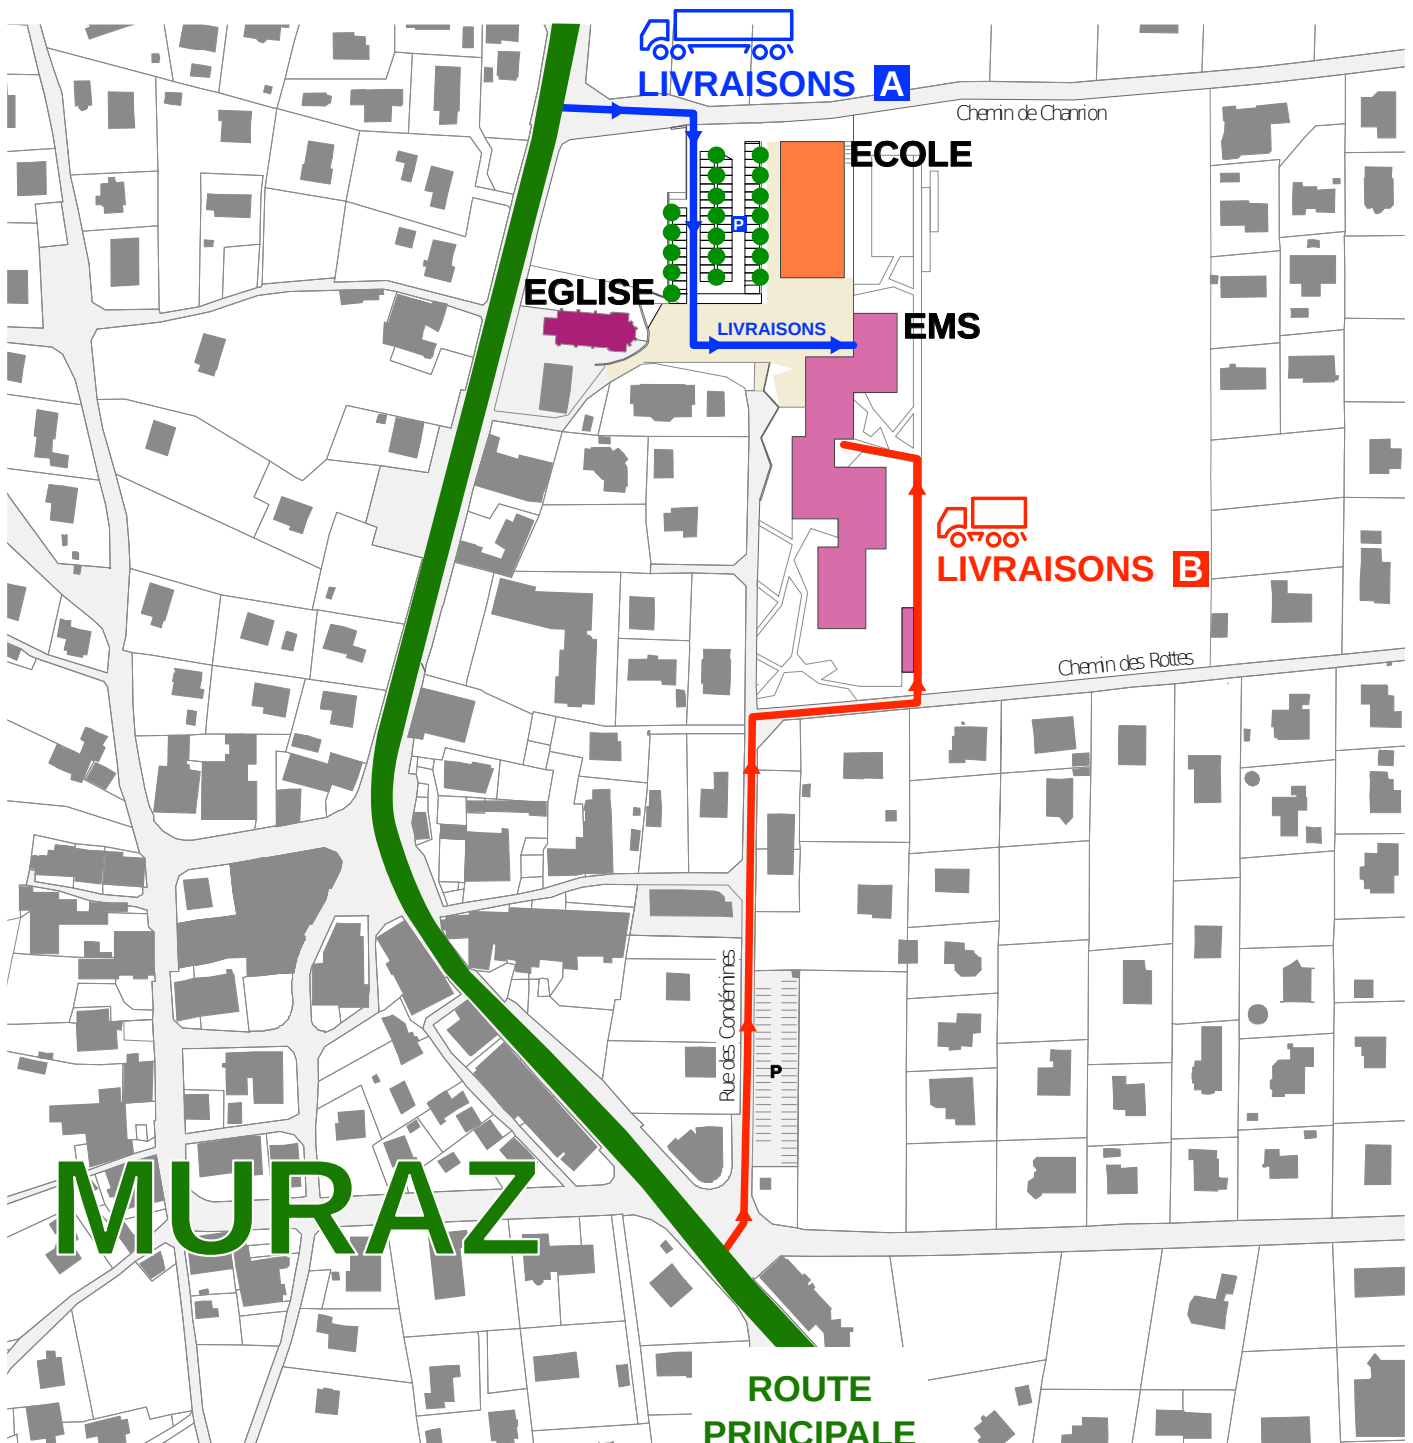 LIVRAISONS A
Chemin de Chanrion
ECOLE
P
EGLISE
LIVRAISONS
EMS
LIVRAISONS B
Chemin des Rottes
Rue des Condémines
P
MURAZ
ROUTE
PRINCIPALE